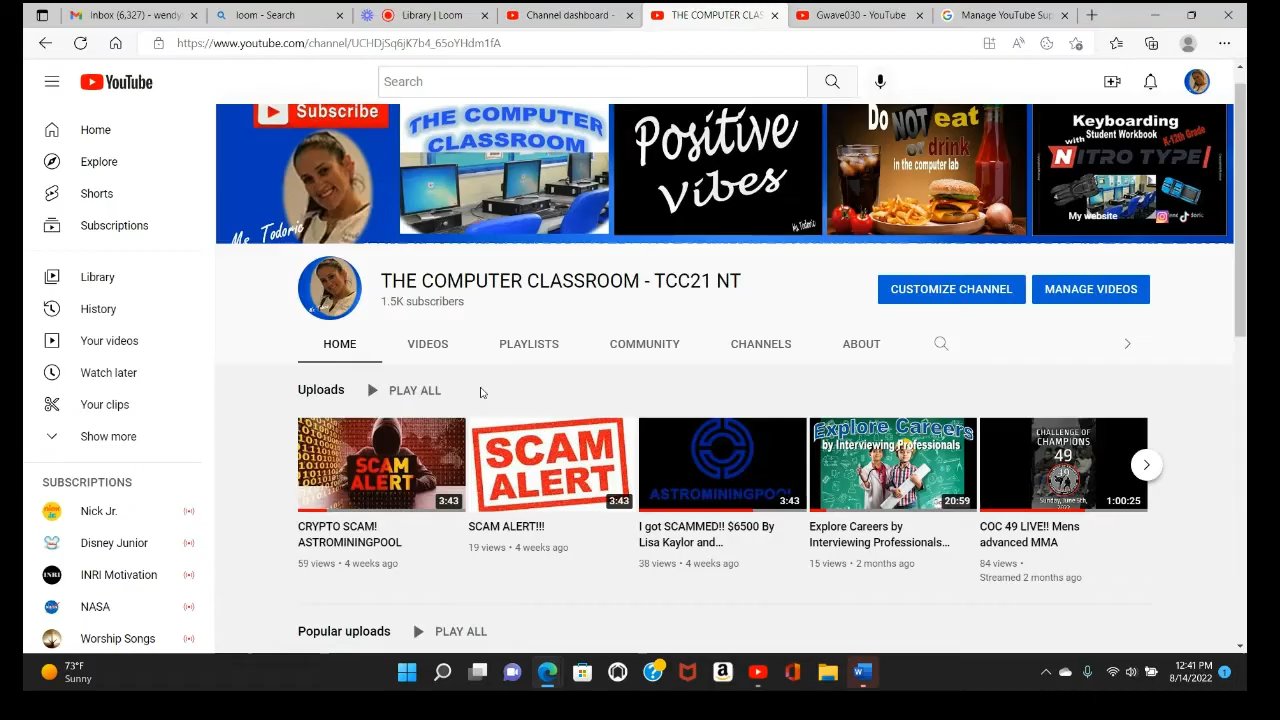 Inbox (6,327) - wendy
loom - Search
Library | Loom
Channel dashboard -
THE COMPUTER CLASS
Gwave030 - YouTube
Manage YouTube Sup
https://www.youtube.com/channel/UCHDjSq6jK7b4_65oYHdm1fA
YouTube
Search
Home
Explore
Shorts
Subscriptions
Library
History
Your videos
Watch later
Your clips
Show more
SUBSCRIPTIONS
Nick Jr.
Disney Junior
INRI Motivation
NASA
Worship Songs
Subscribe
Ms. Todoric
THE COMPUTER
CLASSROOM
Positive
Vibes
Ms. Todoric
Do NOT eat
or drink
in the computer lab
Keyboarding
with Student Workbook
K-12th Grade
NITRO TYPE
My website
THE COMPUTER CLASSROOM - TCC21 NT
1.5K subscribers
CUSTOMIZE CHANNEL
MANAGE VIDEOS
HOME
VIDEOS
PLAYLISTS
COMMUNITY
CHANNELS
ABOUT
Uploads
PLAY ALL
SCAM
ALERT
3:43
CRYPTO SCAM!
ASTROMININGPOOL
59 views • 4 weeks ago
SCAM
ALERT
3:43
SCAM ALERT!!!
19 views • 4 weeks ago
ASTROMININGPOOL
3:43
I got SCAMMED!! $6500 By
Lisa Kaylor and...
38 views • 4 weeks ago
Explore Careers
by Interviewing Professionals
20:59
Explore Careers by
Interviewing Professionals...
15 views • 2 months ago
CHALLENGE OF
CHAMPIONS
49
Sunday, June 5th,
2022
1:00:25
COC 49 LIVE!! Mens
advanced MMA
84 views •
Streamed 2 months ago
Popular uploads
PLAY ALL
73°F
Sunny
12:41 PM
8/14/2022
1